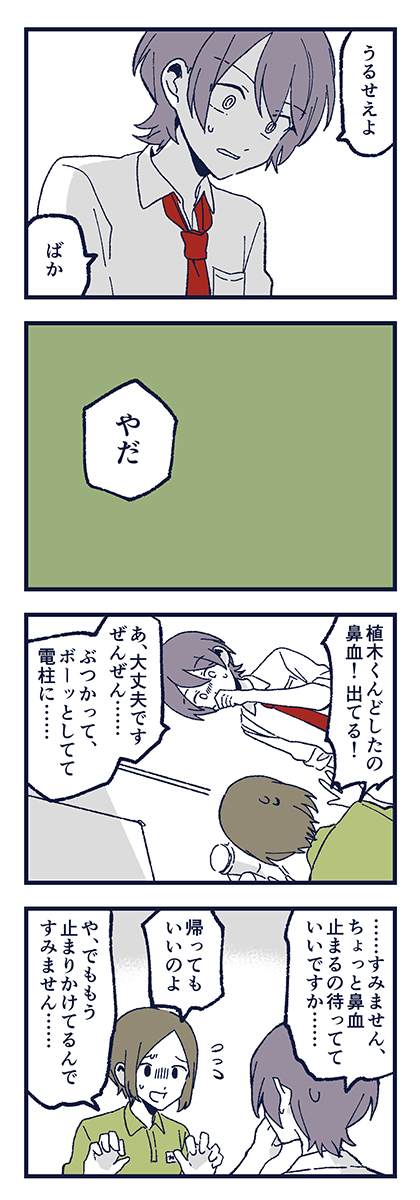 うるせえよ
ばか
やだ
植木くんどしたの
鼻血！出てる！
あ、大丈夫です
ぜんぜん……
ぶつかって、
ボーッとしてて
電柱に……
……すみません、
ちょっと鼻血
止まるの待ってて
いいですか……
帰っても
いいのよ
や、でももう
止まりかけてるんで
すみません……